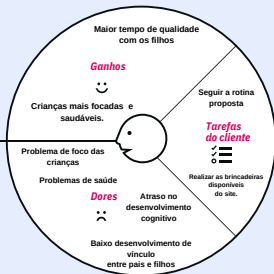 Maior tempo de qualidade
com os filhos
Ganhos
Crianças mais focadas e
saudáveis.
Seguir a rotina
proposta
Tarefas
do cliente
Realizar as brincadeiras
disponíveis
do site.
Problema de foco das
crianças
Problemas de saúde
Dores
Atraso no
desenvolvimento
cognitivo
Baixo desenvolvimento de
vínculo
entre pais e filhos